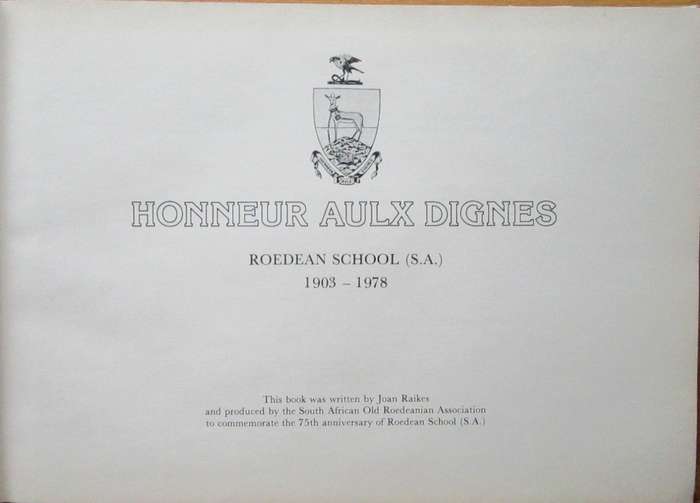 HONNEUR AULX DIGNES
ROEDEAN SCHOOL (S.A.)
1903 – 1978
This book was written by Joan Raikes
and produced by the South African Old Roedeanian Association
to commemorate the 75th anniversary of Roedean School (S.A.)